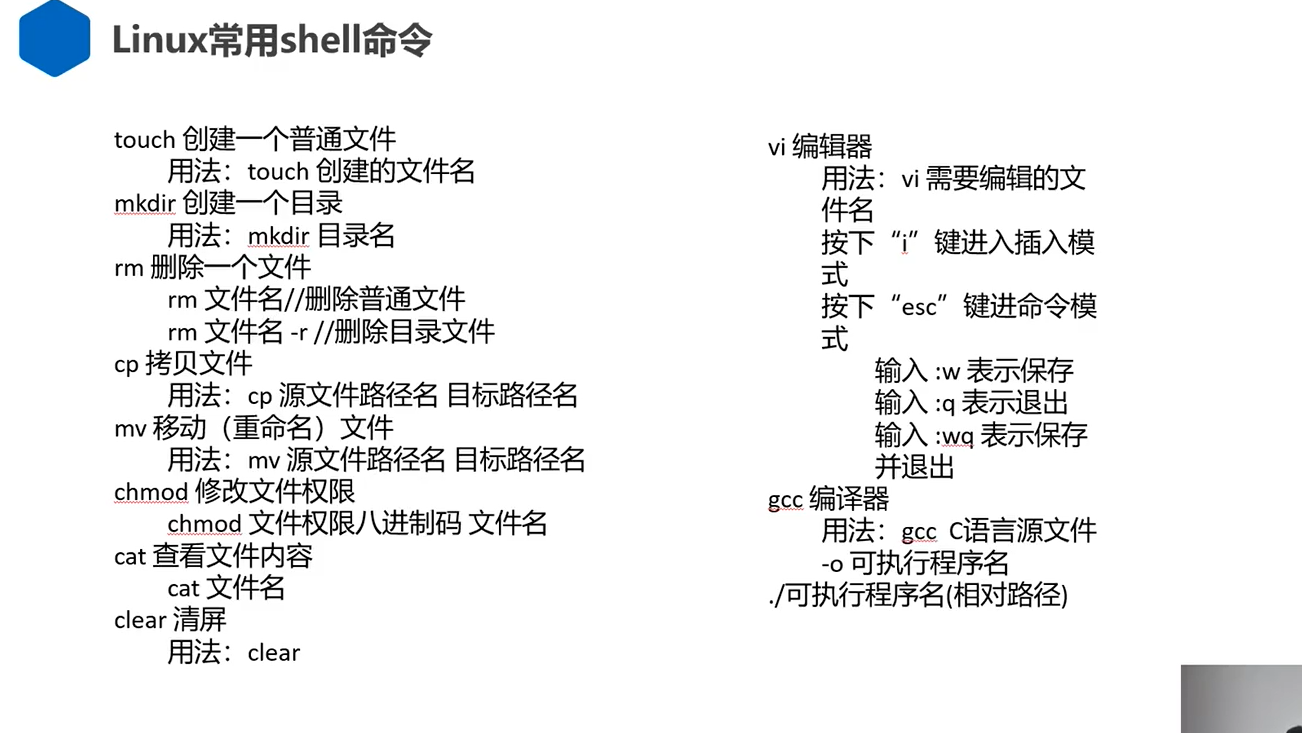 Linux常用shell命令
touch 创建一个普通文件
用法：touch 创建的文件名
mkdir 创建一个目录
用法：mkdir 目录名
rm 删除一个文件
rm 文件名//删除普通文件
rm 文件名 -r //删除目录文件
cp 拷贝文件
用法：cp 源文件路径名 目标路径名
mv 移动（重命名）文件
用法：mv 源文件路径名 目标路径名
chmod 修改文件权限
chmod 文件权限八进制码 文件名
cat 查看文件内容
cat 文件名
clear 清屏
用法：clear
vi 编辑器
用法：vi 需要编辑的文
件名
按下“i”键进入插入模
式
按下“esc”键进命令模
式
输入 :w 表示保存
输入 :q 表示退出
输入 :wq 表示保存
并退出
gcc 编译器
用法：gcc C语言源文件
-o 可执行程序名
./可执行程序名(相对路径)